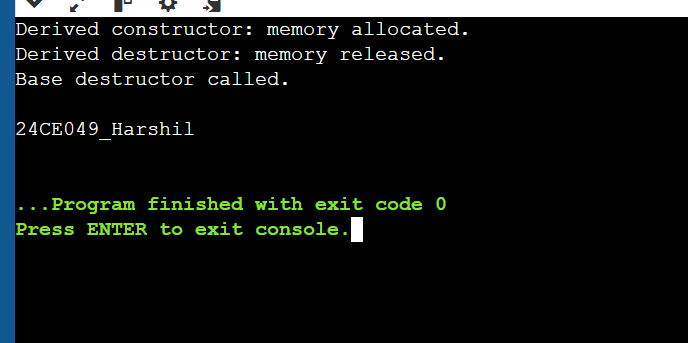 Derived constructor: memory allocated.
Derived destructor: memory released.
Base destructor called.
24CE049_Harshil
...Program finished with exit code 0
Press ENTER to exit console.